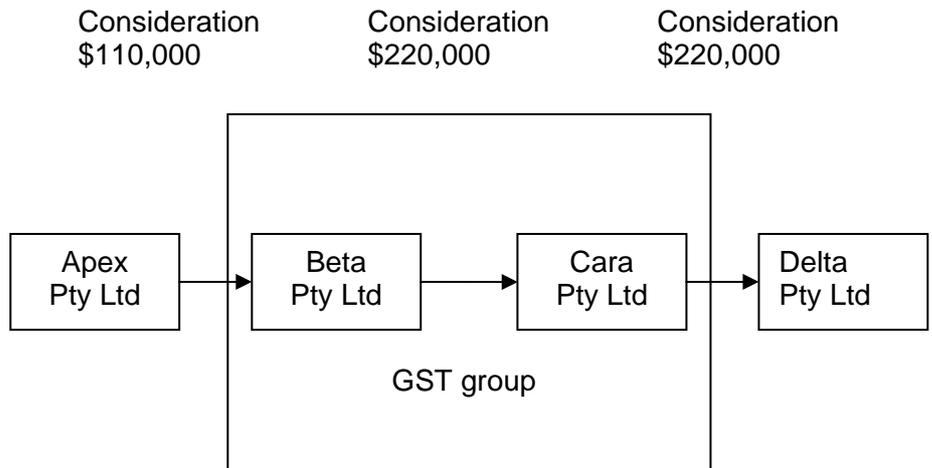 Consideration
$110,000
Consideration
$220,000
Consideration
$220,000
Apex
Pty Ltd
Beta
Pty Ltd
Cara
Pty Ltd
Delta
Pty Ltd
GST group